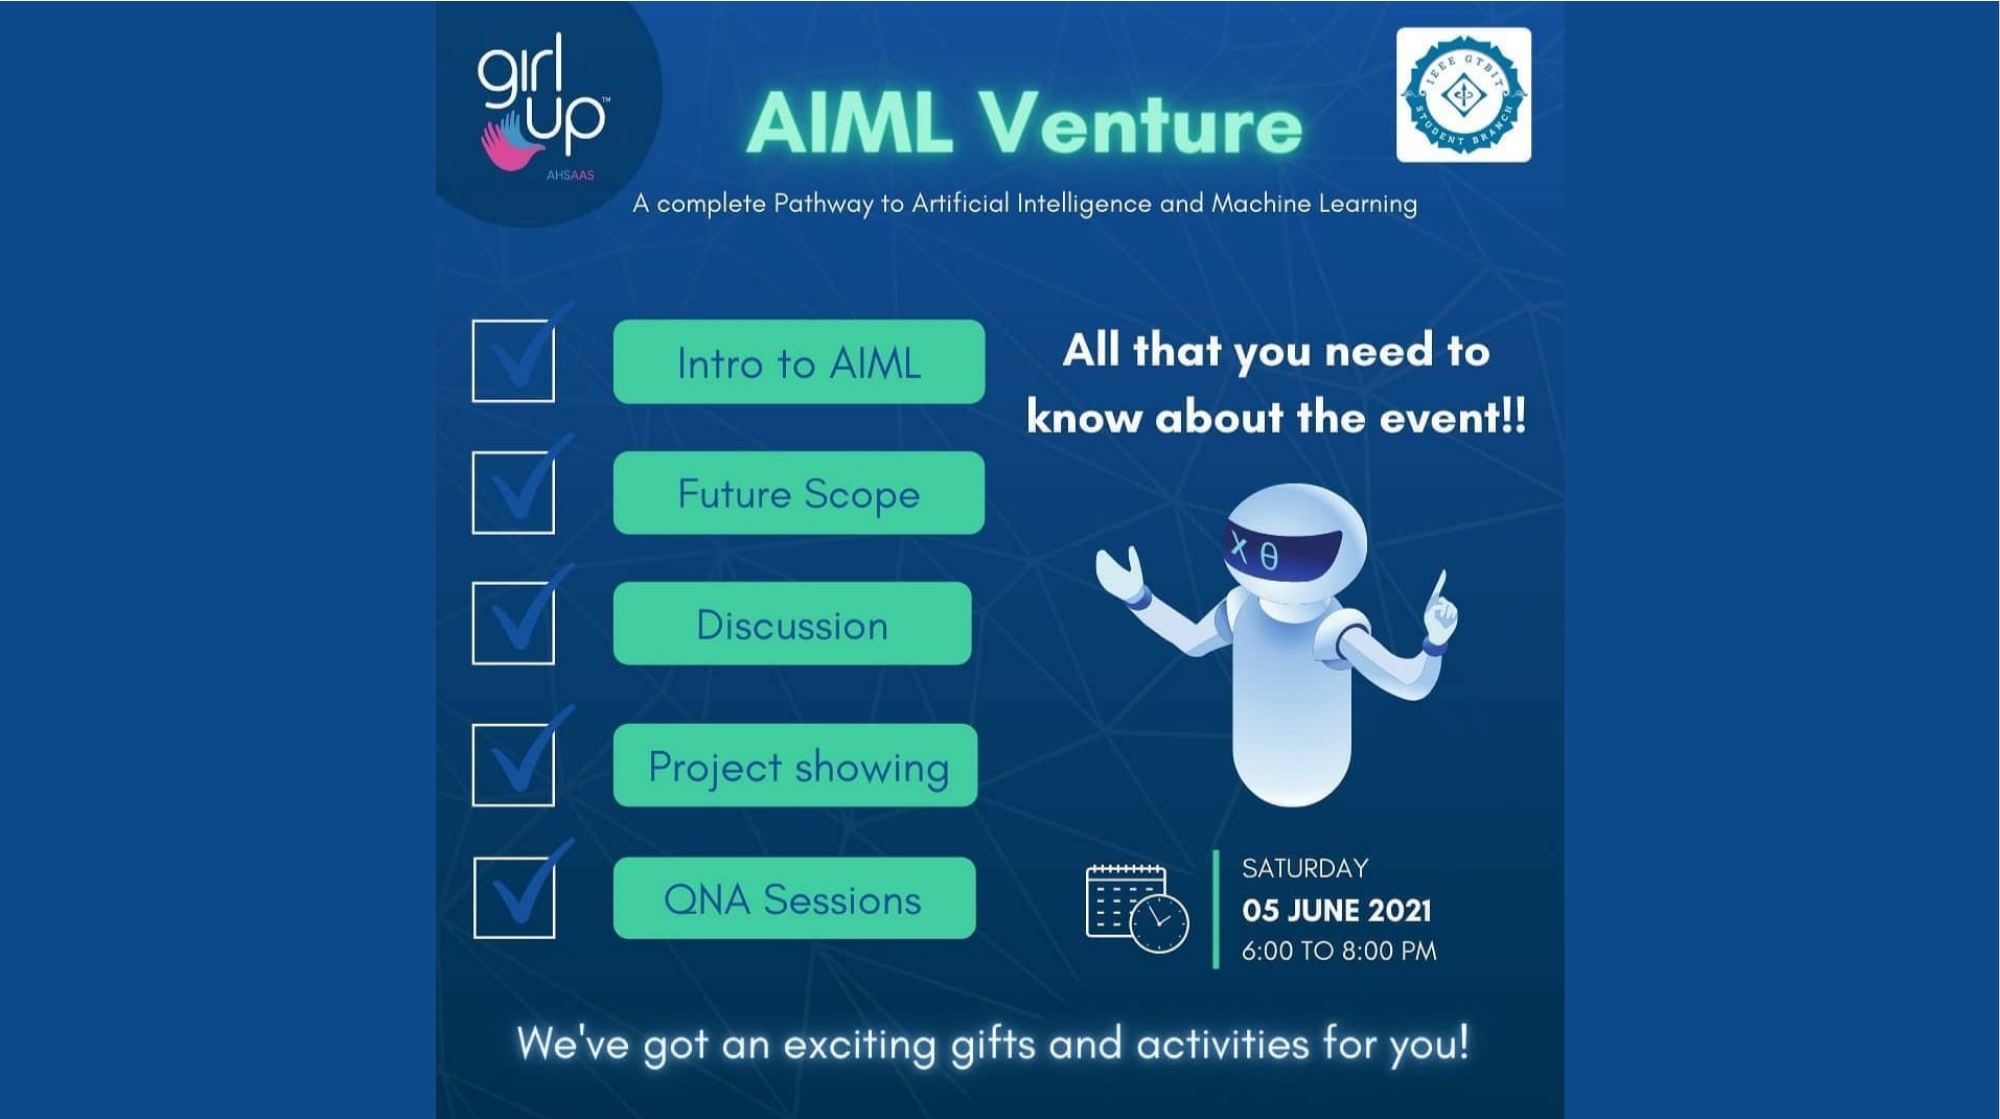 girl
up™
AHSAAS
AIML Venture
IEEE GTBIT
STUDENT BRANCH
A complete Pathway to Artificial Intelligence and Machine Learning
Intro to AIML
Future Scope
Discussion
Project showing
QNA Sessions
All that you need to
know about the event!!
X θ
SATURDAY
05 JUNE 2021
6:00 TO 8:00 PM
We've got an exciting gifts and activities for you!